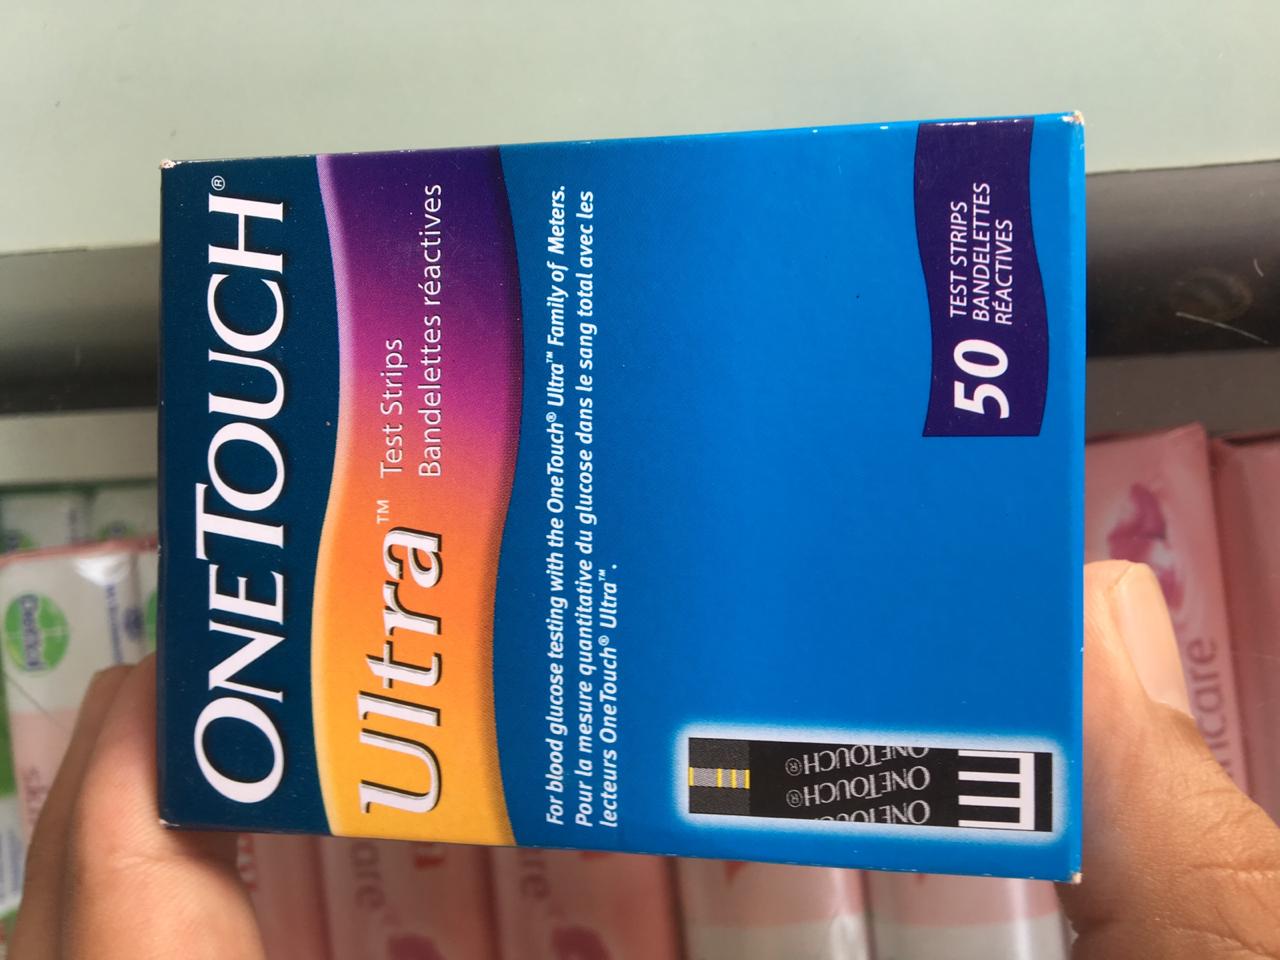 ONETOUCH®
Ultra™ Test Strips
Bandelettes réactives
For blood glucose testing with the OneTouch® Ultra™ Family of Meters.
Pour la mesure quantitative du glucose dans le sang total avec les
lecteurs OneTouch® Ultra™.
50 TEST STRIPS
BANDELETTES
RÉACTIVES
ONETOUCH®
ONETOUCH®
Dettol